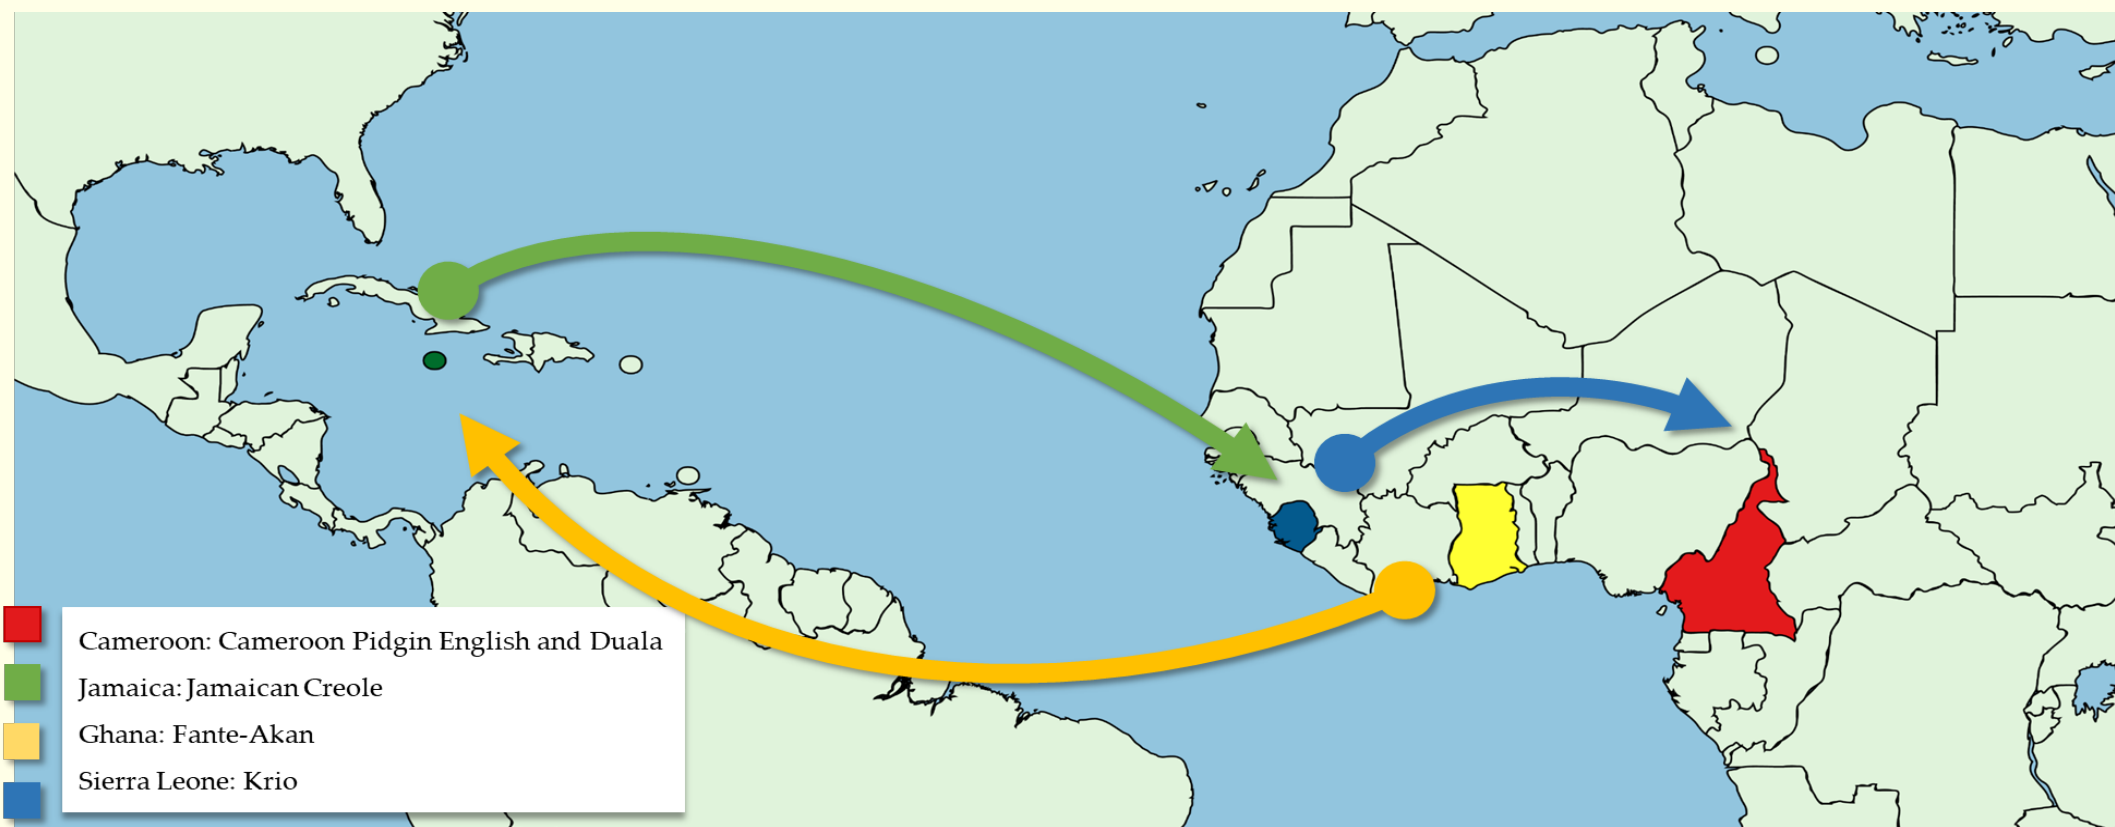 Cameroon: Cameroon Pidgin English and Duala
Jamaica: Jamaican Creole
Ghana: Fante-Akan
Sierra Leone: Krio